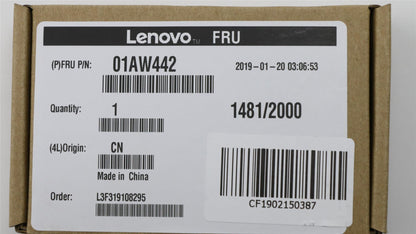 Lenovo™ FRU
(P)FRU P/N: 01AW442 2019-01-20 03:06:53
Quantity: 1 1481/2000
(4L)Origin: CN
Made in China
Order: L3F319108295
CF1902150387